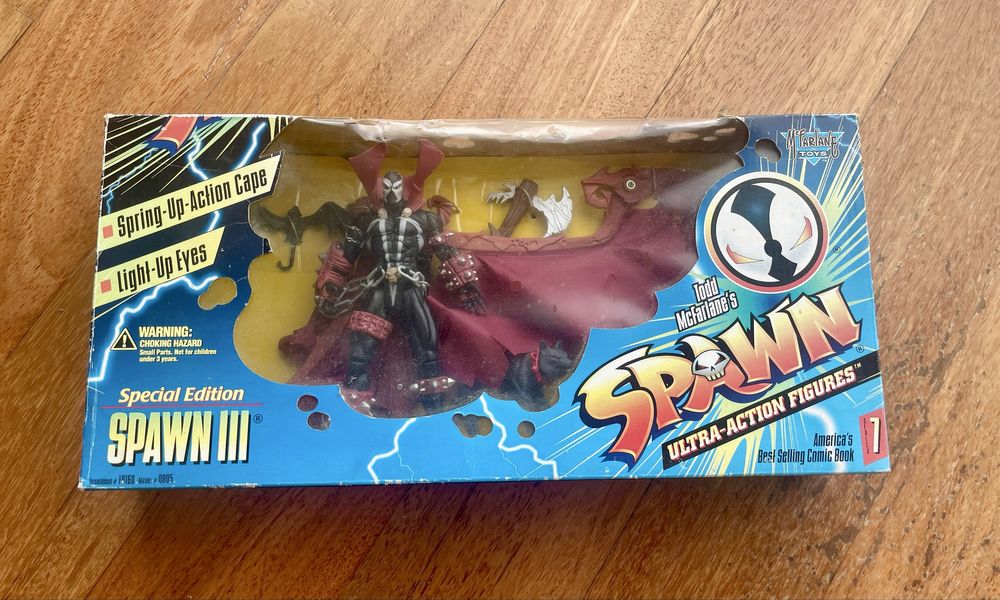 McFARLANE
TOYS
Spring-Up-Action Cape
Light-Up Eyes
WARNING:
CHOKING HAZARD
Small Parts. Not for children
under 3 years.
Special Edition
SPAWN III®
Todd
McFarlane's
SPAWN®
ULTRA-ACTION FIGURES™
America's
Best Selling Comic Book
7